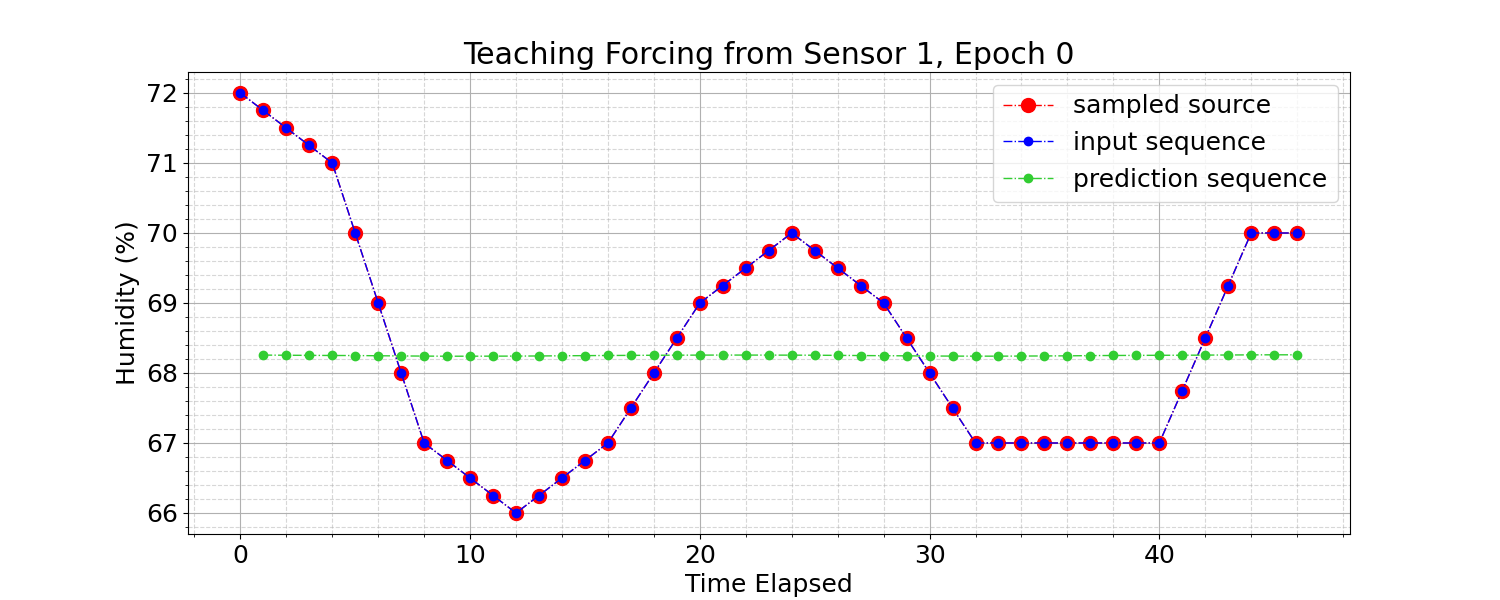 Teaching Forcing from Sensor 1, Epoch 0
72
71
70
69
68
67
66
Humidity (%)
sampled source
input sequence
prediction sequence
0 10 20 30 40
Time Elapsed